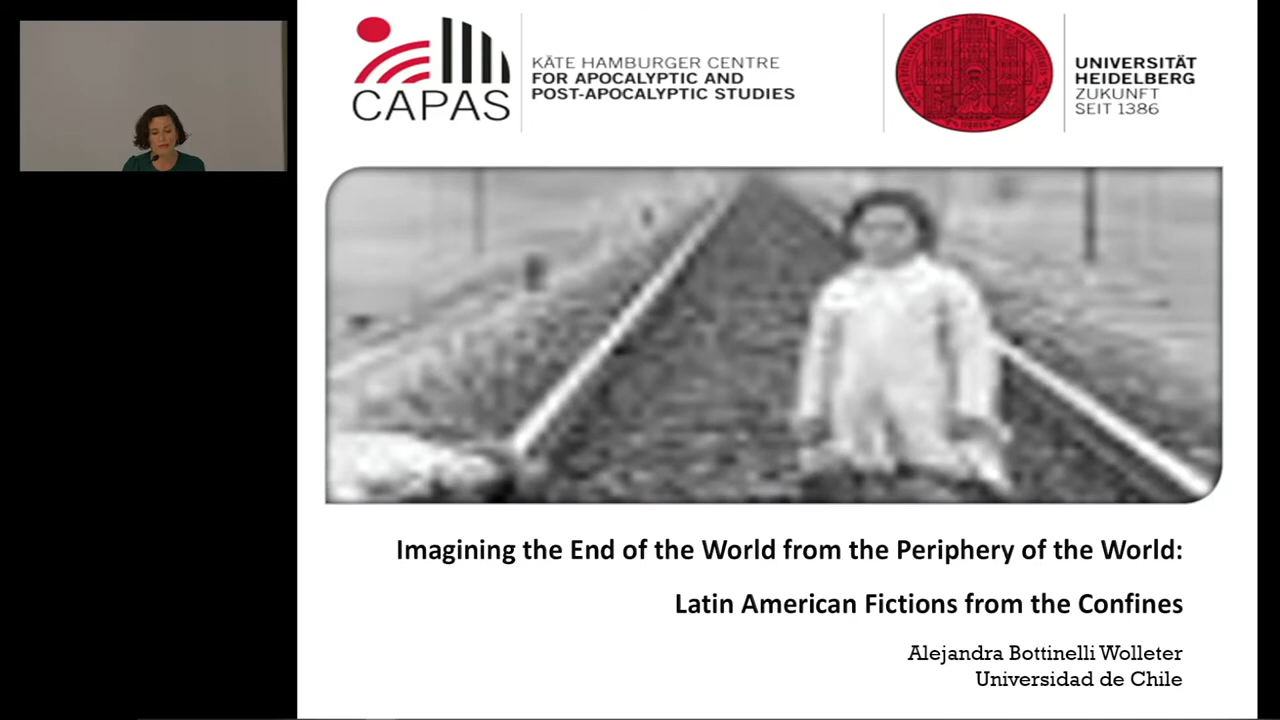 CAPAS
KÄTE HAMBURGER CENTRE
FOR APOCALYPTIC AND
POST-APOCALYPTIC STUDIES
UNIVERSITÄT
HEIDELBERG
ZUKUNFT
SEIT 1386
Imagining the End of the World from the Periphery of the World:
Latin American Fictions from the Confines
Alejandra Bottinelli Wolleter
Universidad de Chile